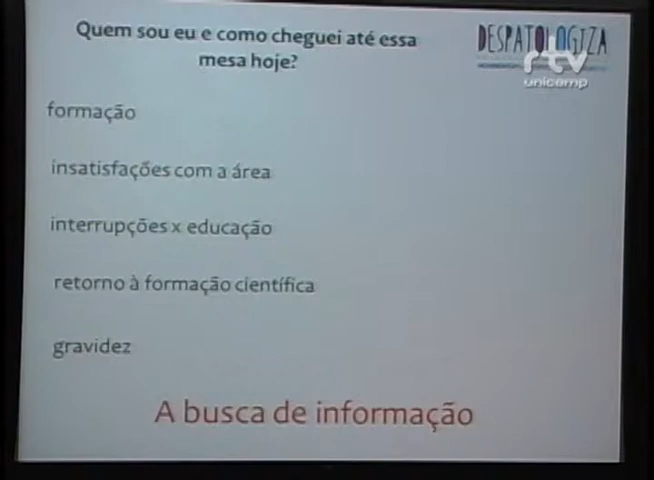 Quem sou eu e como cheguei até essa
mesa hoje?
DESPATOLOGIZA
rtv
unicamp
formação
insatisfações com a área
interrupções x educação
retorno à formação científica
gravidez
A busca de informação